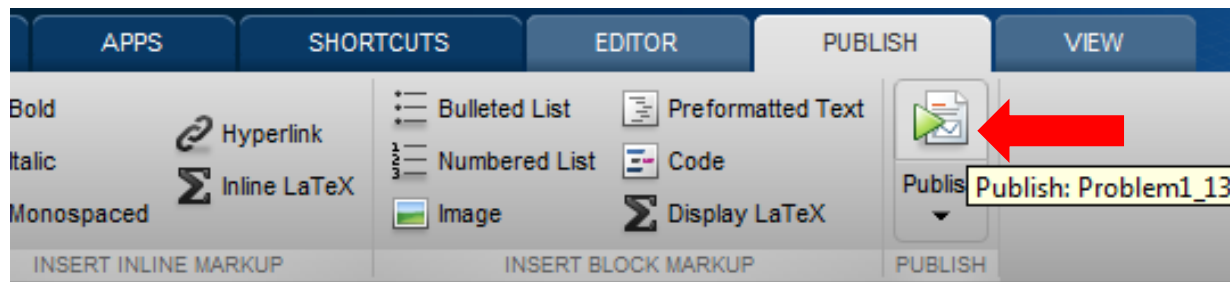 APPS SHORTCUTS EDITOR PUBLISH VIEW
Bold
Italic
Monospaced
Hyperlink
Inline LaTeX
INSERT INLINE MARKUP
Bulleted List
Numbered List
Image
Preformatted Text
Code
Display LaTeX
INSERT BLOCK MARKUP
Publis
Publish: Problem1_13
PUBLISH